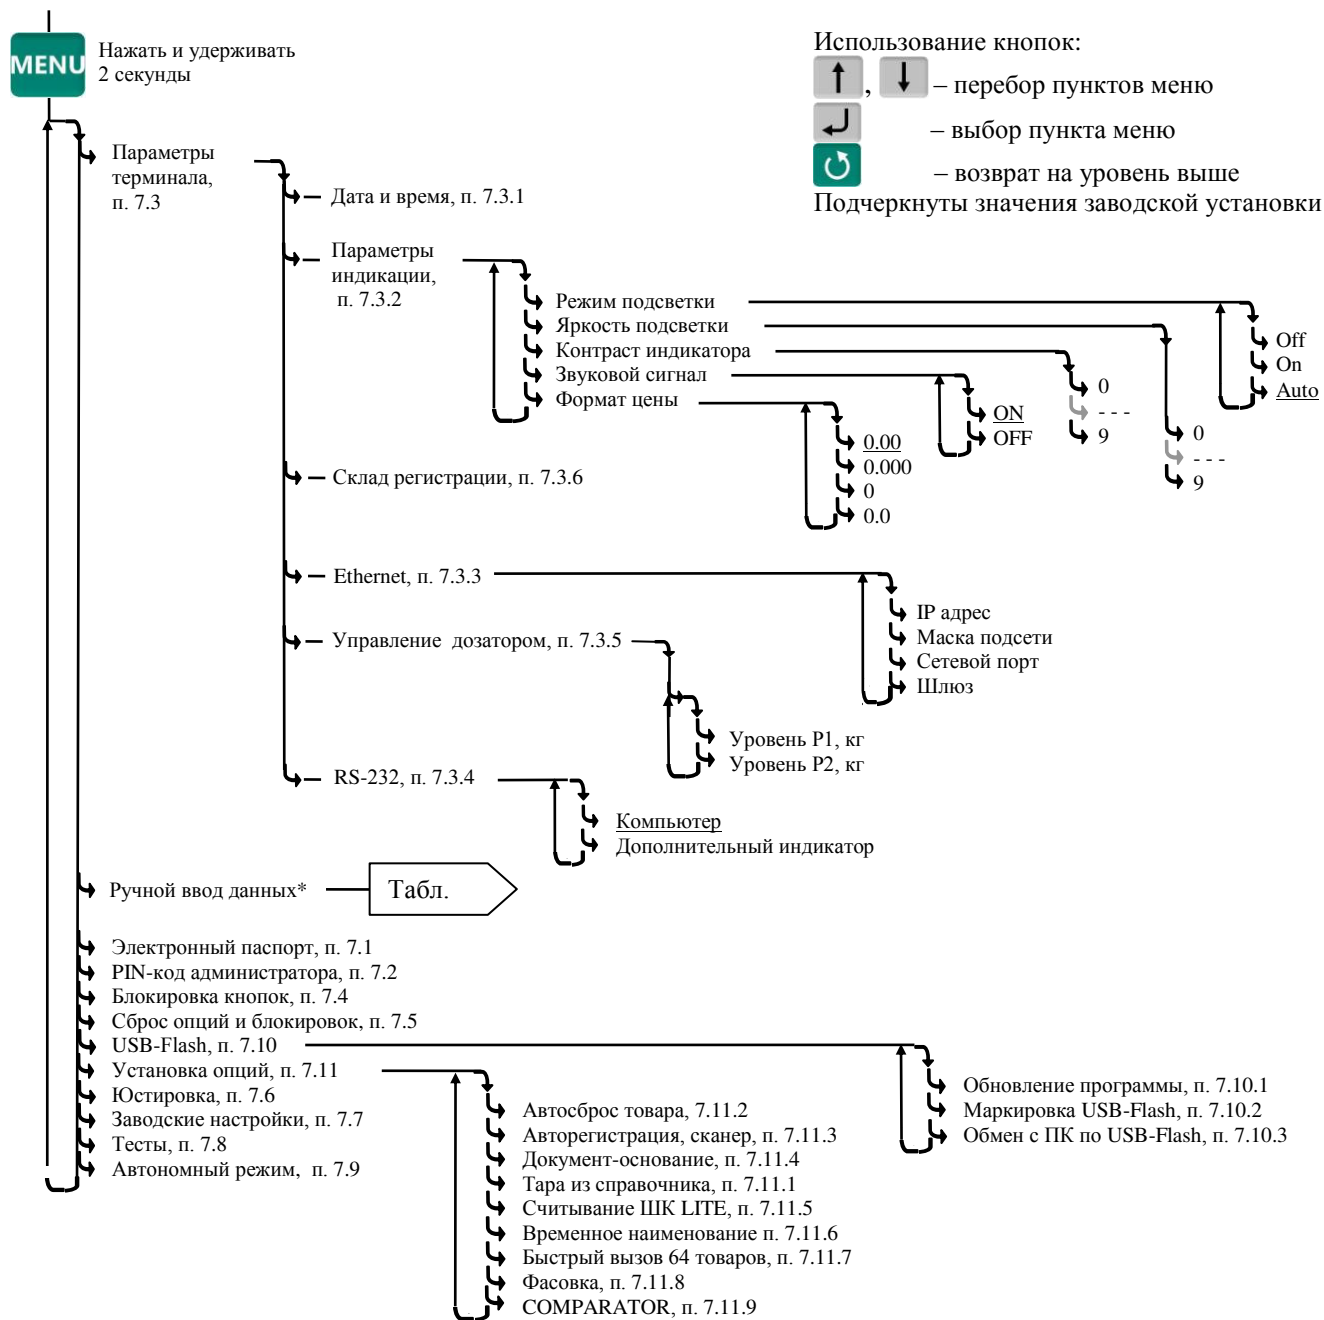 MENU
Нажать и удерживать
2 секунды
Использование кнопок:
, – перебор пунктов меню
– выбор пункта меню
– возврат на уровень выше
Подчеркнуты значения заводской установки
Параметры
терминала,
п. 7.3
Дата и время, п. 7.3.1
Параметры
индикации,
п. 7.3.2
Режим подсветки
Яркость подсветки
Контраст индикатора
Звуковой сигнал
Формат цены
Off
On
Auto
0
- - -
9
0
- - -
9
ON
OFF
0.00
0.000
0
0.0
Склад регистрации, п. 7.3.6
Ethernet, п. 7.3.3
IP адрес
Маска подсети
Сетевой порт
Шлюз
Управление дозатором, п. 7.3.5
Уровень P1, кг
Уровень P2, кг
RS-232, п. 7.3.4
Компьютер
Дополнительный индикатор
Ручной ввод данных*
Табл.
Электронный паспорт, п. 7.1
PIN-код администратора, п. 7.2
Блокировка кнопок, п. 7.4
Сброс опций и блокировок, п. 7.5
USB-Flash, п. 7.10
Установка опций, п. 7.11
Юстировка, п. 7.6
Заводские настройки, п. 7.7
Тесты, п. 7.8
Автономный режим, п. 7.9
Обновление программы, п. 7.10.1
Маркировка USB-Flash, п. 7.10.2
Обмен с ПК по USB-Flash, п. 7.10.3
Автосброс товара, 7.11.2
Авторегистрация, сканер, п. 7.11.3
Документ-основание, п. 7.11.4
Тара из справочника, п. 7.11.1
Считывание ШК LITE, п. 7.11.5
Временное наименование п. 7.11.6
Быстрый вызов 64 товаров, п. 7.11.7
Фасовка, п. 7.11.8
COMPARATOR, п. 7.11.9